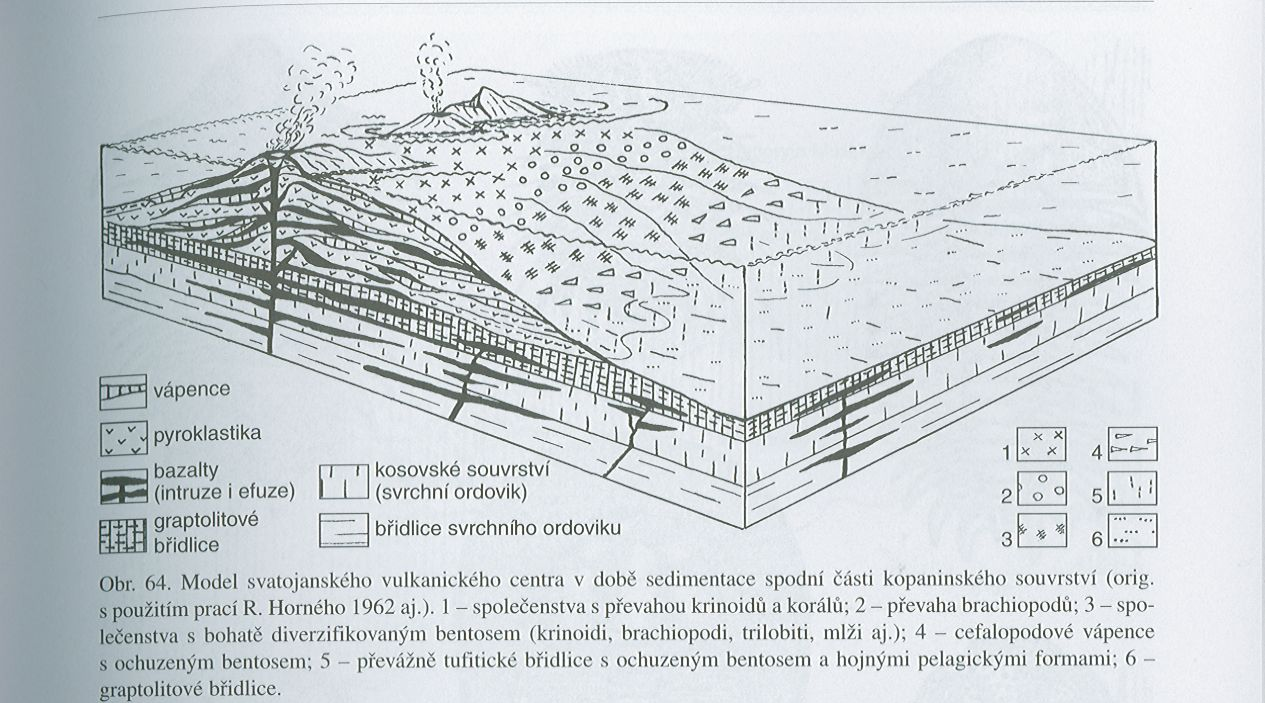 vápence
pyroklastika
bazalty
(intruze i efuze)
graptolitové
břidlice
kosovské souvrství
(svrchní ordovik)
břidlice svrchního ordoviku
1
2
3
4
5
6
Obr. 64. Model svatojanského vulkanického centra v době sedimentace spodní části kopaninského souvrství (orig.
s použitím prací R. Horného 1962 aj.). 1 – společenstva s převahou krinoidů a korálů; 2 – převaha brachiopodů; 3 – spo-
lečenstva s bohatě diverzifikovaným bentosem (krinoidi, brachiopodi, trilobiti, mlži aj.); 4 – cefalopodové vápence
s ochuzeným bentosem; 5 – převážně tufitické břidlice s ochuzeným bentosem a hojnými pelagickými formami; 6 –
graptolitové břidlice.